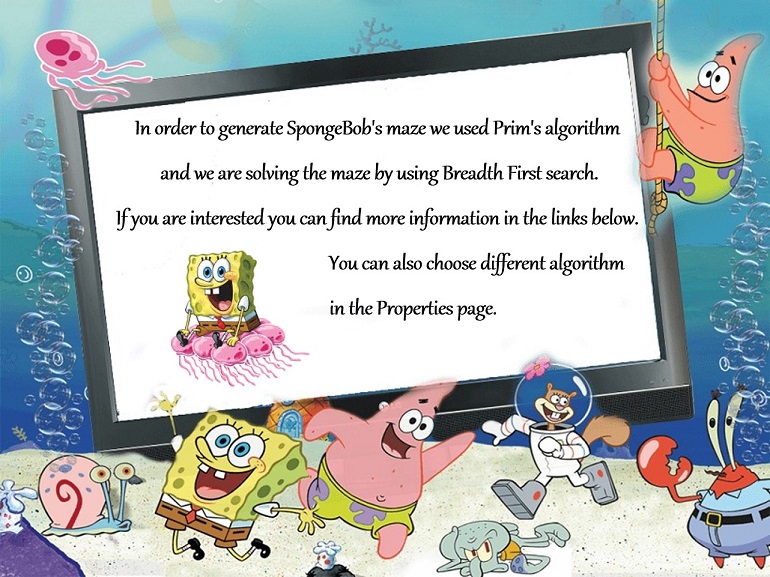 In order to generate SpongeBob's maze we used Prim's algorithm
and we are solving the maze by using Breadth First search.
If you are interested you can find more information in the links below.
You can also choose different algorithm
in the Properties page.